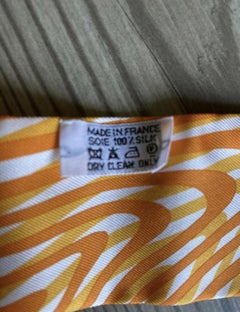 MADE IN FRANCE
SOIE 100% SILK
DRY CLEAN ONLY